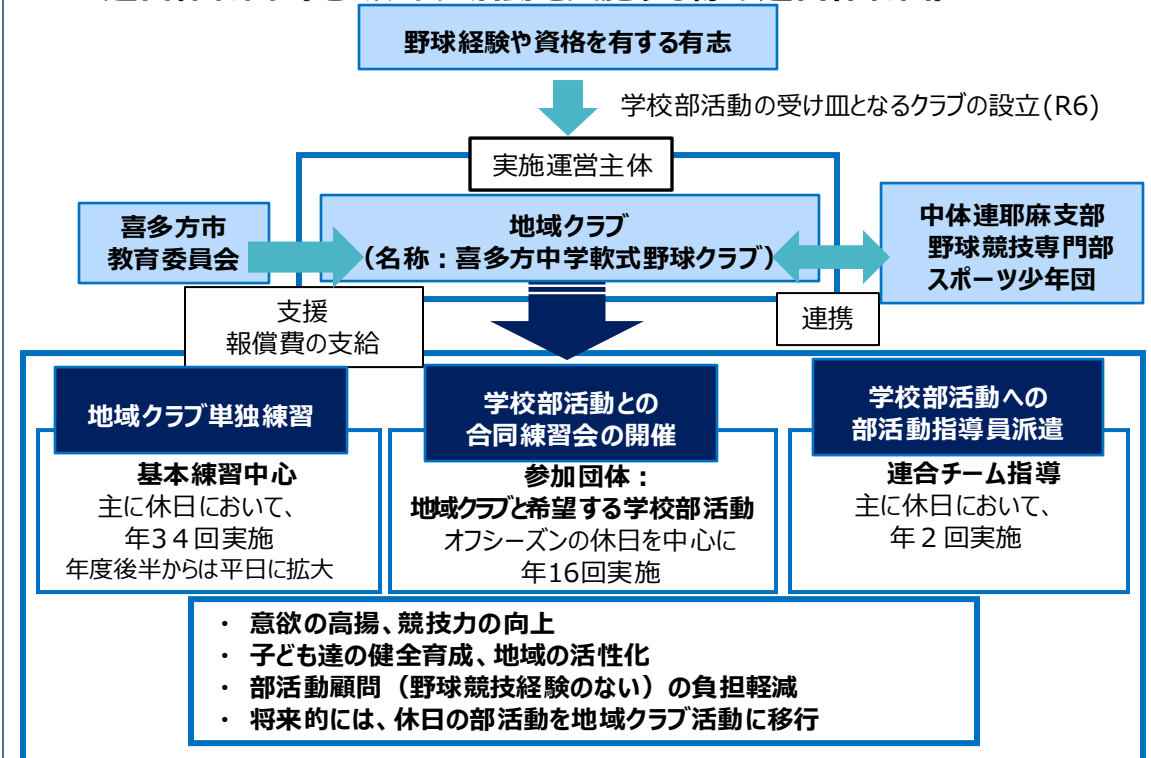 野球経験や資格を有する有志
学校部活動の受け皿となるクラブの設立(R6)
実施運営主体
喜多方市
教育委員会
地域クラブ
(名称：喜多方中学軟式野球クラブ)
中体連耶麻支部
野球競技専門部
スポーツ少年団
支援
報償費の支給
連携
地域クラブ単独練習
基本練習中心
主に休日において、
年３４回実施
年度後半からは平日に拡大
学校部活動との
合同練習会の開催
参加団体：
地域クラブと希望する学校部活動
オフシーズンの休日を中心に
年16回実施
学校部活動への
部活動指導員派遣
連合チーム指導
主に休日において、
年２回実施
・ 意欲の高揚、競技力の向上
・ 子ども達の健全育成、地域の活性化
・ 部活動顧問（野球競技経験のない）の負担軽減
・ 将来的には、休日の部活動を地域クラブ活動に移行